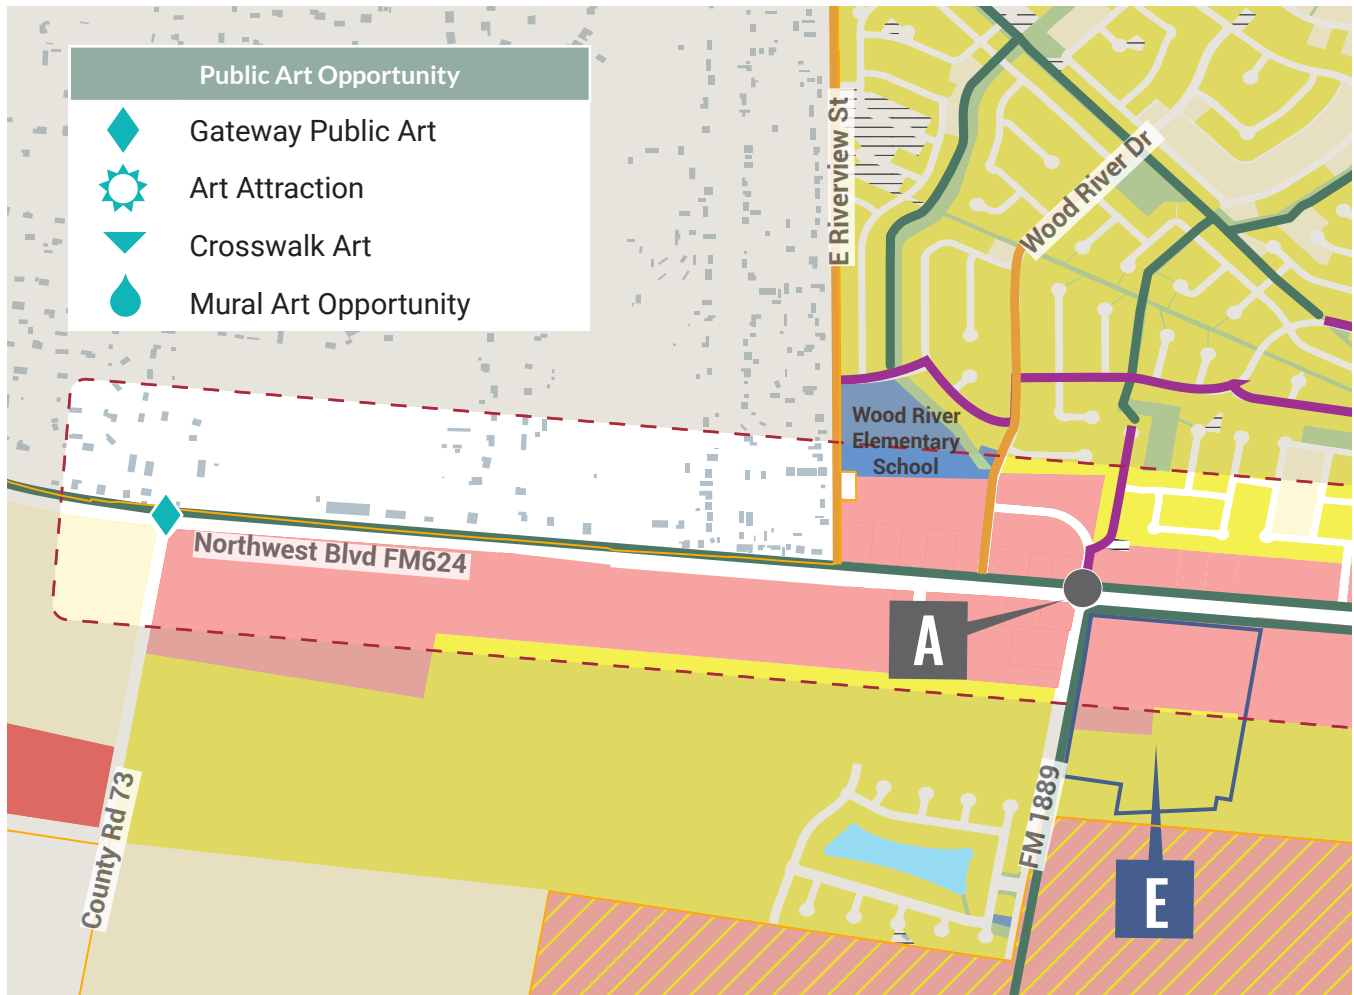 Public Art Opportunity
Gateway Public Art
Art Attraction
Crosswalk Art
Mural Art Opportunity
E Riverview St
Wood River Dr
Wood River
Elementary
School
Northwest Blvd FM624
A
County Rd 73
FM 1889
E